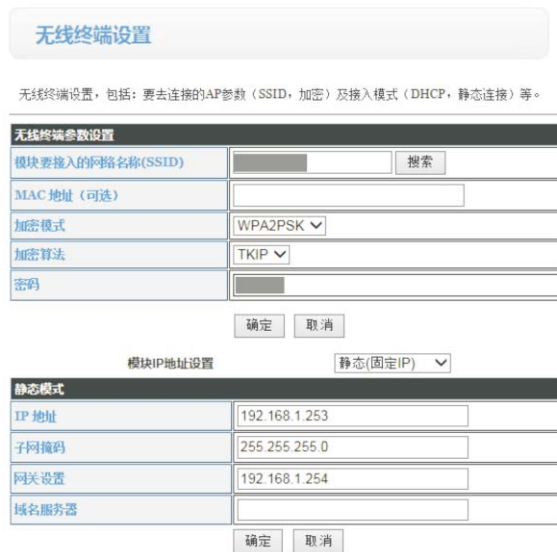 无线终端设置
无线终端设置，包括：要去连接的AP参数（SSID，加密）及接入模式（DHCP，静态连接）等。
无线终端参数设置
模块要接入的网络名称(SSID) 搜索
MAC 地址（可选）
加密模式 WPA2PSK
加密算法 TKIP
密码
确定 取消
模块IP地址设置 静态(固定IP)
静态模式
IP 地址 192.168.1.253
子网掩码 255.255.255.0
网关设置 192.168.1.254
域名服务器
确定 取消